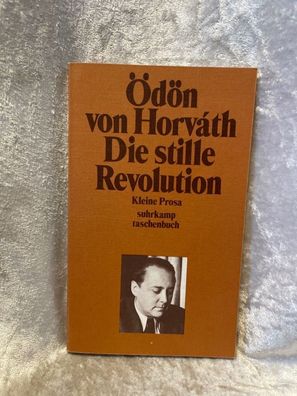 Ödön
von Horváth
Die stille
Revolution
Kleine Prosa
suhrkamp
taschenbuch